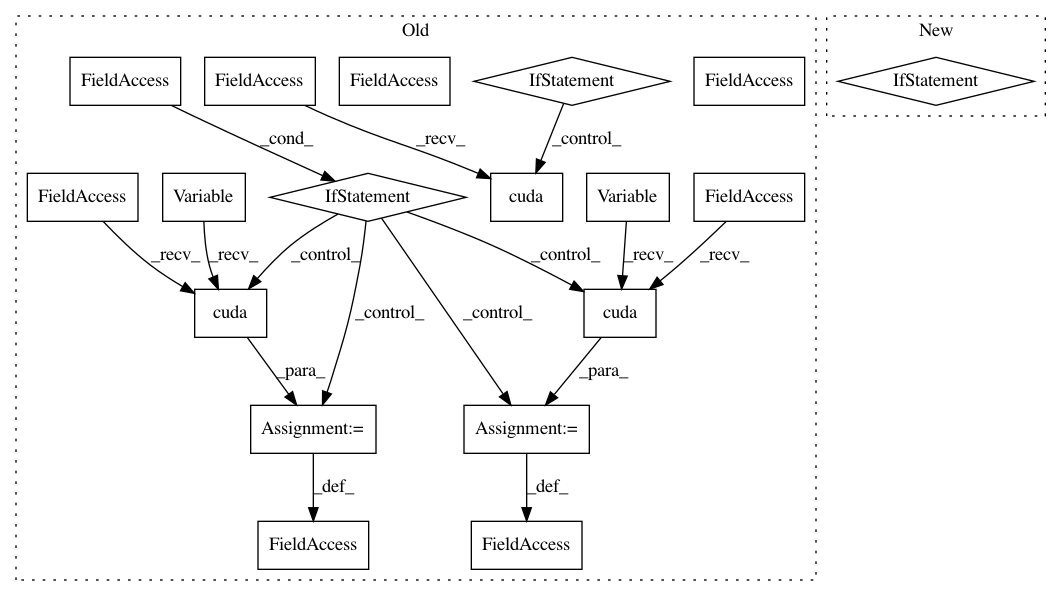 Old
New
FieldAccess
FieldAccess
FieldAccess
IfStatement
FieldAccess
IfStatement
_cond_
_recv_
_control_
FieldAccess
Variable
IfStatement
cuda
Variable
FieldAccess
_recv_
_recv_
_control_
_control_
_recv_
_recv_
cuda
_control_
_control_
cuda
_para_
_para_
Assignment:=
Assignment:=
_def_
_def_
FieldAccess
FieldAccess